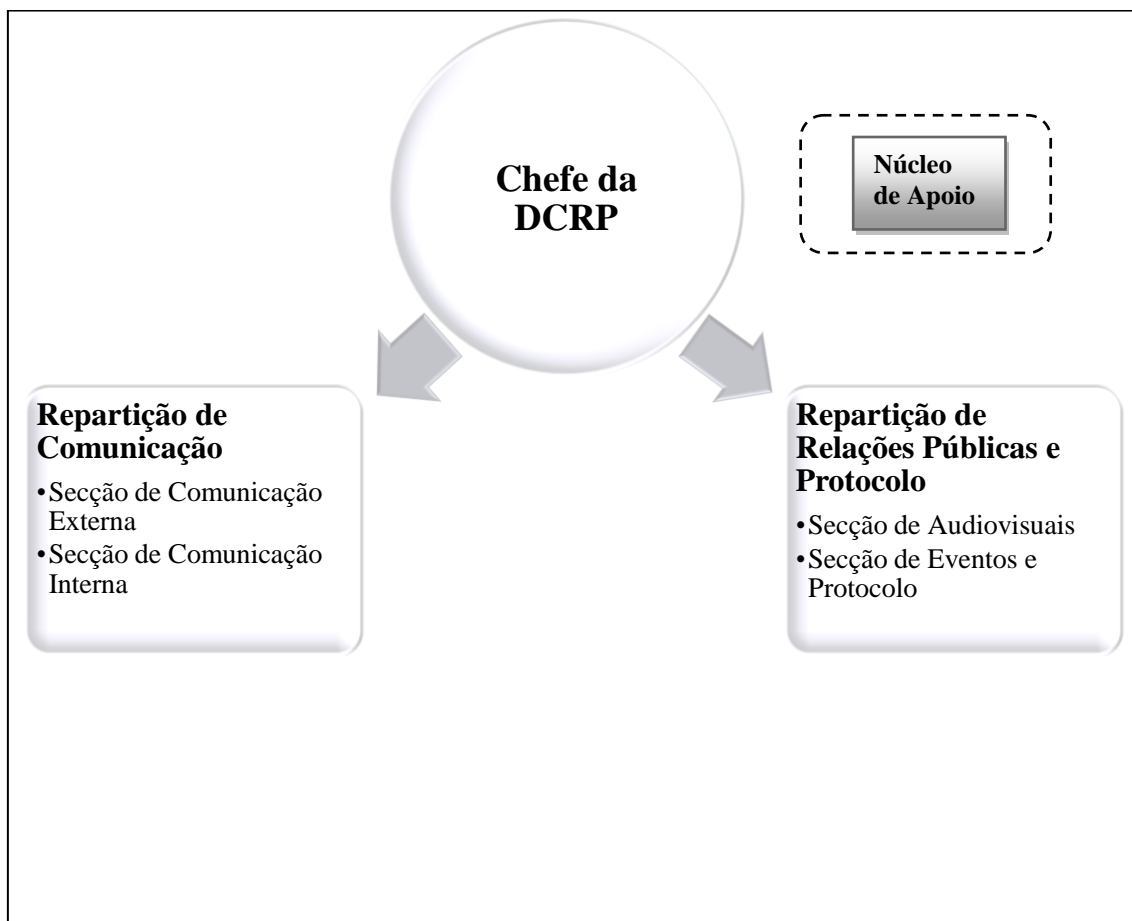 Chefe da
DCRP
Núcleo
de Apoio
Repartição de
Comunicação
•Secção de Comunicação
Externa
•Secção de Comunicação
Interna
Repartição de
Relações Públicas e
Protocolo
•Secção de Audiovisuais
•Secção de Eventos e
Protocolo